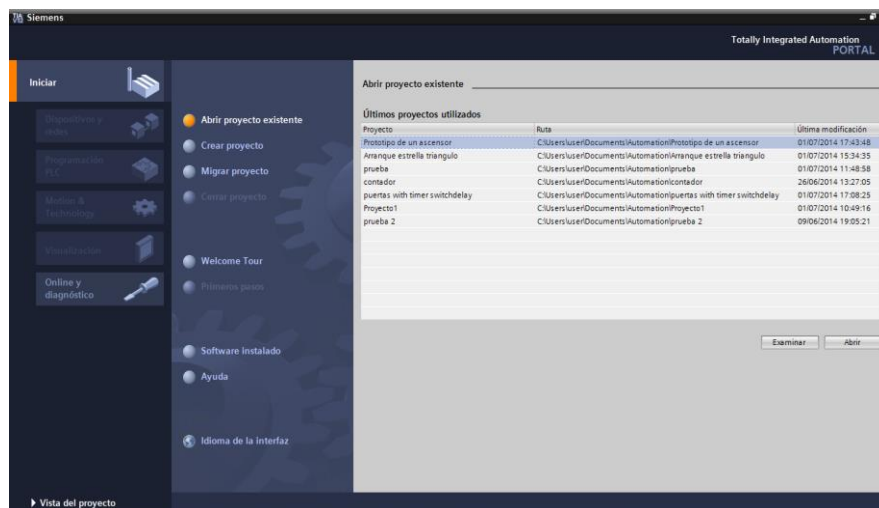 Siemens
Totally Integrated Automation
PORTAL
Iniciar
Dispositivos y
redes
Programación
PLC
Motion &
Technology
Visualización
Online y
diagnóstico
Abrir proyecto existente
Crear proyecto
Migrar proyecto
Cerrar proyecto
Welcome Tour
Primeros pasos
Software instalado
Ayuda
Idioma de la interfaz
Abrir proyecto existente
Últimos proyectos utilizados
Proyecto Ruta Última modificación
Prototipo de un ascensor C:\Users\user\Documents\Automation\Prototipo de un ascensor 01/07/2014 17:43:48
Arranque estrella triangulo C:\Users\user\Documents\Automation\Arranque estrella triangulo 01/07/2014 15:34:35
prueba C:\Users\user\Documents\Automation\prueba 01/07/2014 11:48:58
contador C:\Users\user\Documents\Automation\contador 26/06/2014 13:27:05
puertas with timer switchdelay C:\Users\user\Documents\Automation\puertas with timer switchdelay 01/07/2014 17:08:25
Proyecto1 C:\Users\user\Documents\Automation\Proyecto1 01/07/2014 10:49:16
prueba 2 C:\Users\user\Documents\Automation\prueba 2 09/06/2014 19:05:21
Examinar Abrir
Vista del proyecto